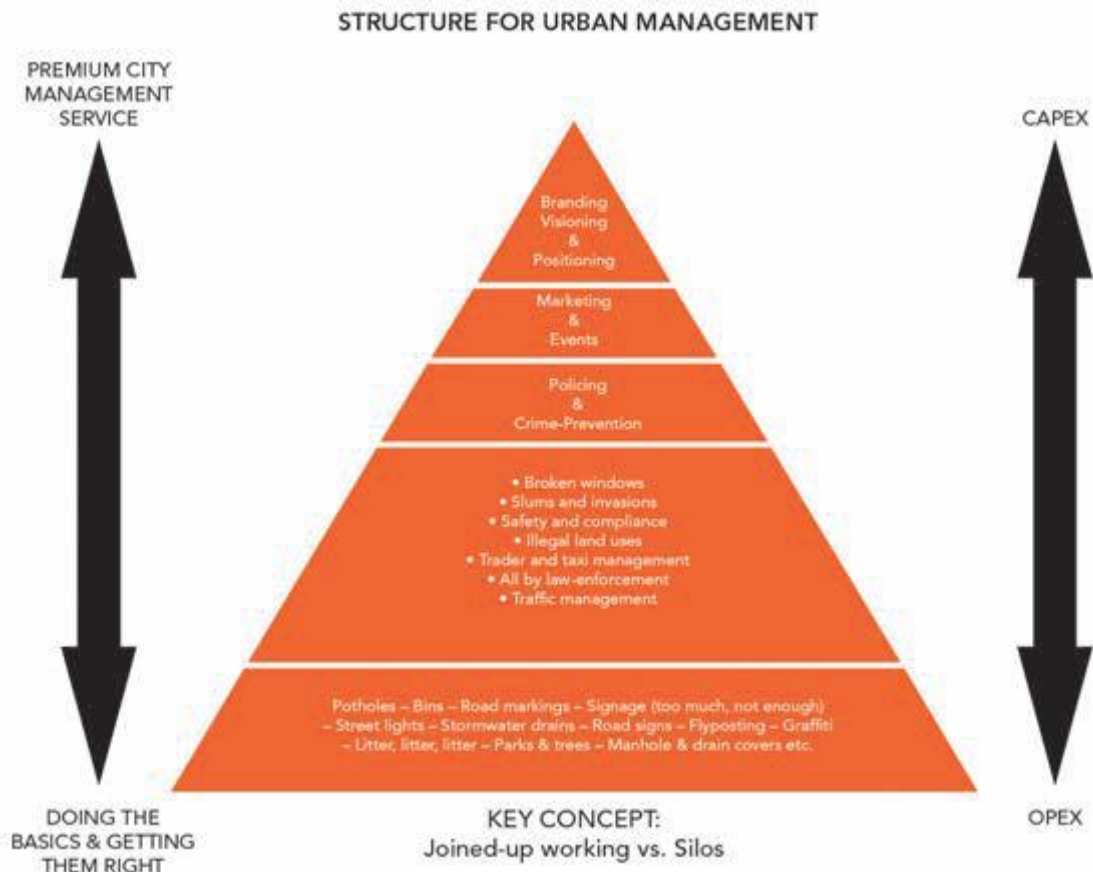 STRUCTURE FOR URBAN MANAGEMENT
PREMIUM CITY
MANAGEMENT
SERVICE
CAPEX
Branding
Visioning
&
Positioning
Marketing
&
Events
Policing
&
Crime-Prevention
• Broken windows
• Slums and invasions
• Safety and compliance
• Illegal land uses
• Trader and taxi management
• All by law-enforcement
• Traffic management
Potholes – Bins – Road markings – Signage (too much, not enough)
– Street lights – Stormwater drains – Road signs – Flyposting – Graffiti
– Litter, litter, litter – Parks & trees – Manhole & drain covers etc.
DOING THE
BASICS & GETTING
THEM RIGHT
KEY CONCEPT:
Joined-up working vs. Silos
OPEX